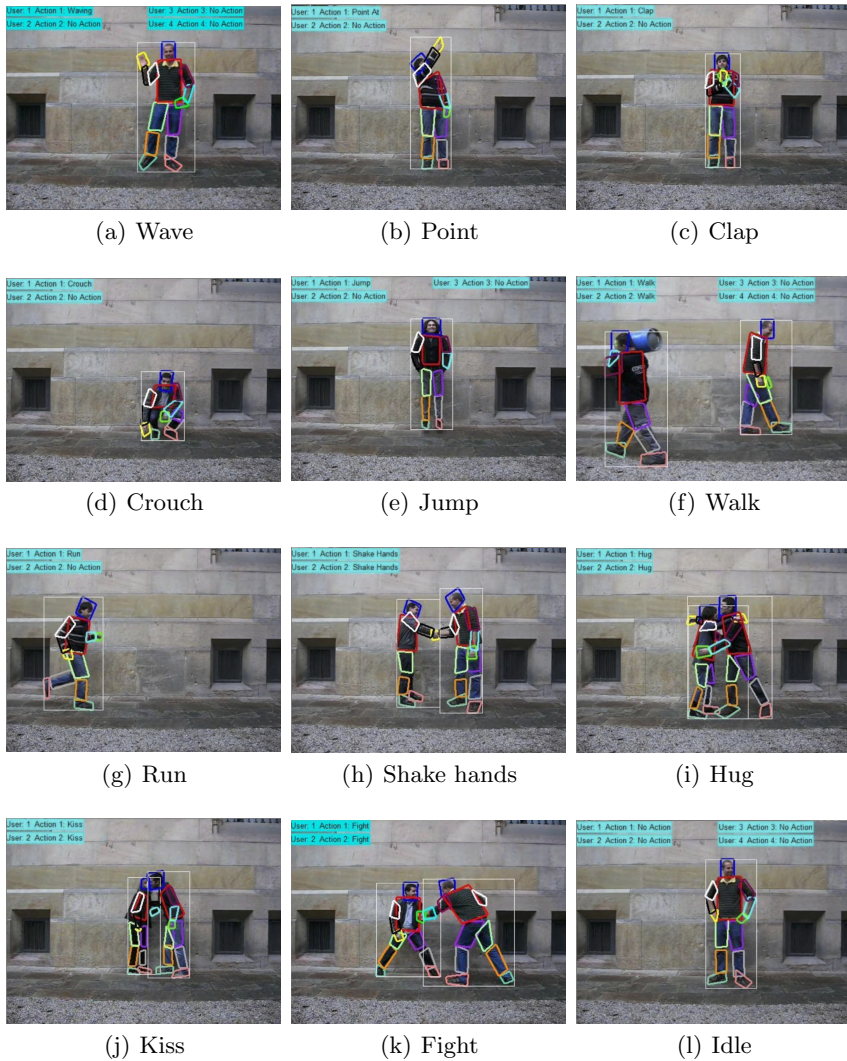 User: 1 Action 1: Waving User: 3 Action 3: No Action
User: 2 Action 2: No Action User: 4 Action 4: No Action
(a) Wave
User: 1 Action 1: Point At
User: 2 Action 2: No Action
(b) Point
User: 1 Action 1: Clap
User: 2 Action 2: No Action
(c) Clap
User: 1 Action 1: Crouch
User: 2 Action 2: No Action
(d) Crouch
User: 1 Action 1: Jump User: 3 Action 3: No Action
User: 2 Action 2: No Action
(e) Jump
User: 1 Action 1: Walk User: 3 Action 3: No Action
User: 2 Action 2: Walk User: 4 Action 4: No Action
(f) Walk
User: 1 Action 1: Run
User: 2 Action 2: No Action
(g) Run
User: 1 Action 1: Shake Hands
User: 2 Action 2: Shake Hands
(h) Shake hands
User: 1 Action 1: Hug
User: 2 Action 2: Hug
(i) Hug
User: 1 Action 1: Kiss
User: 2 Action 2: Kiss
(j) Kiss
User: 1 Action 1: Fight
User: 2 Action 2: Fight
(k) Fight
User: 1 Action 1: No Action User: 3 Action 3: No Action
User: 2 Action 2: No Action User: 4 Action 4: No Action
(l) Idle